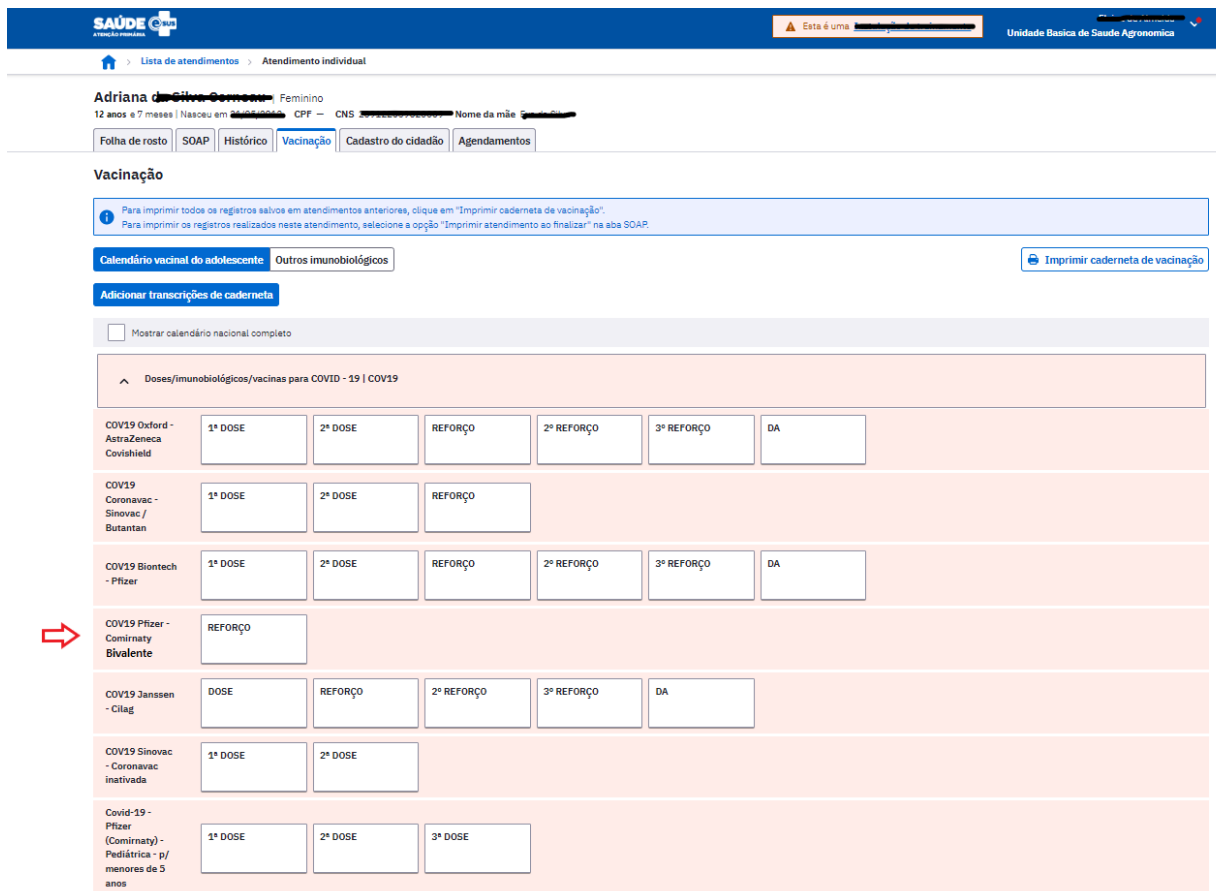 SAÚDE e-SUS
ATENÇÃO PRIMÁRIA
Esta é uma
Unidade Basica de Saude Agronomica
Lista de atendimentos > Atendimento individual
Adriana | Feminino
12 anos e 7 meses | Nasceu em CPF — CNS Nome da mãe
Folha de rosto SOAP Histórico Vacinação Cadastro do cidadão Agendamentos
Vacinação
Para imprimir todos os registros salvos em atendimentos anteriores, clique em "Imprimir caderneta de vacinação".
Para imprimir os registros realizados neste atendimento, selecione a opção "Imprimir atendimento ao finalizar" na aba SOAP.
Calendário vacinal do adolescente Outros imunobiológicos Imprimir caderneta de vacinação
Adicionar transcrições de caderneta
Mostrar calendário nacional completo
Doses/imunobiológicos/vacinas para COVID - 19 | COV19
COV19 Oxford -
AstraZeneca
Covishield
1ª DOSE 2ª DOSE REFORÇO 2º REFORÇO 3º REFORÇO DA
COV19
Coronavac -
Sinovac /
Butantan
1ª DOSE 2ª DOSE REFORÇO
COV19 Biontech
- Pfizer
1ª DOSE 2ª DOSE REFORÇO 2º REFORÇO 3º REFORÇO DA
COV19 Pfizer -
Comirnaty
Bivalente
REFORÇO
COV19 Janssen
- Cilag
DOSE REFORÇO 2º REFORÇO 3º REFORÇO DA
COV19 Sinovac
- Coronavac
inativada
1ª DOSE 2ª DOSE
Covid-19 -
Pfizer
(Comirnaty) -
Pediátrica - p/
menores de 5
anos
1ª DOSE 2ª DOSE 3ª DOSE